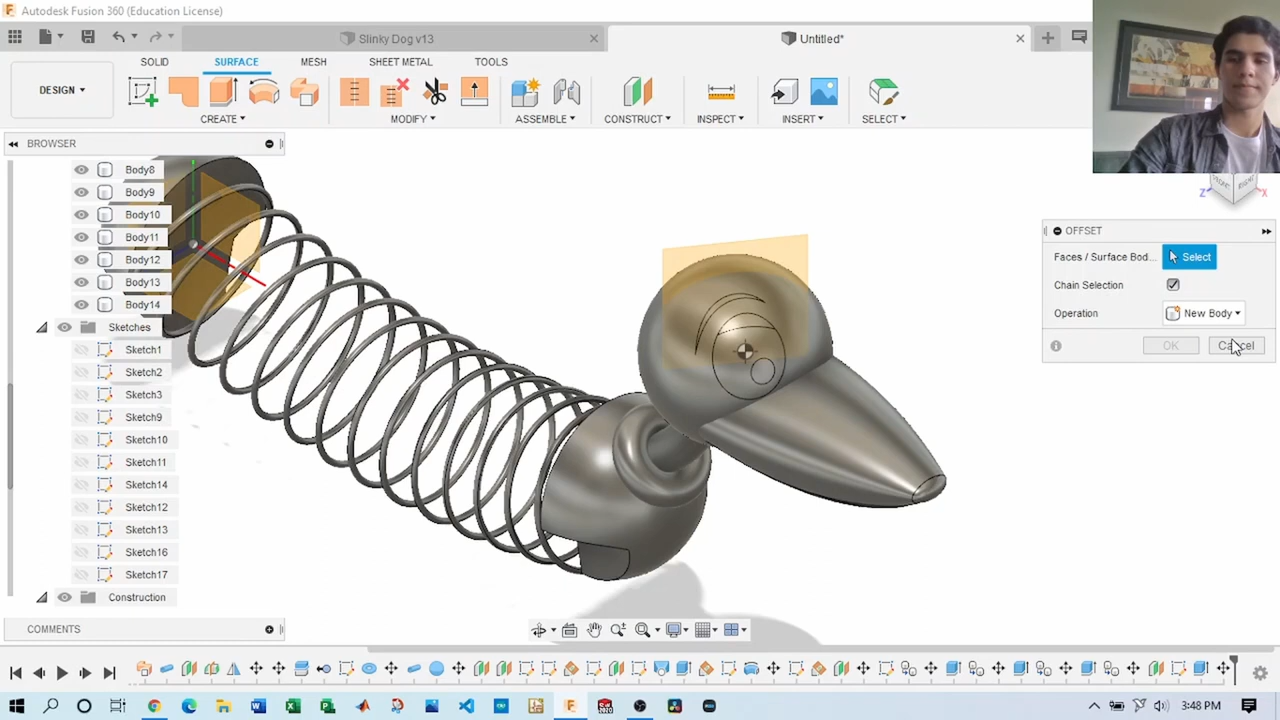 Autodesk Fusion 360 (Education License)
Slinky Dog v13
Untitled*
SOLID SURFACE MESH SHEET METAL TOOLS
DESIGN
CREATE MODIFY ASSEMBLE CONSTRUCT INSPECT INSERT SELECT
BROWSER
Body8
Body9
Body10
Body11
Body12
Body13
Body14
Sketches
Sketch1
Sketch2
Sketch3
Sketch9
Sketch10
Sketch11
Sketch14
Sketch12
Sketch13
Sketch16
Sketch17
Construction
COMMENTS
Z X
OFFSET
Faces / Surface Bod... Select
Chain Selection
Operation New Body
OK Cancel
3:48 PM